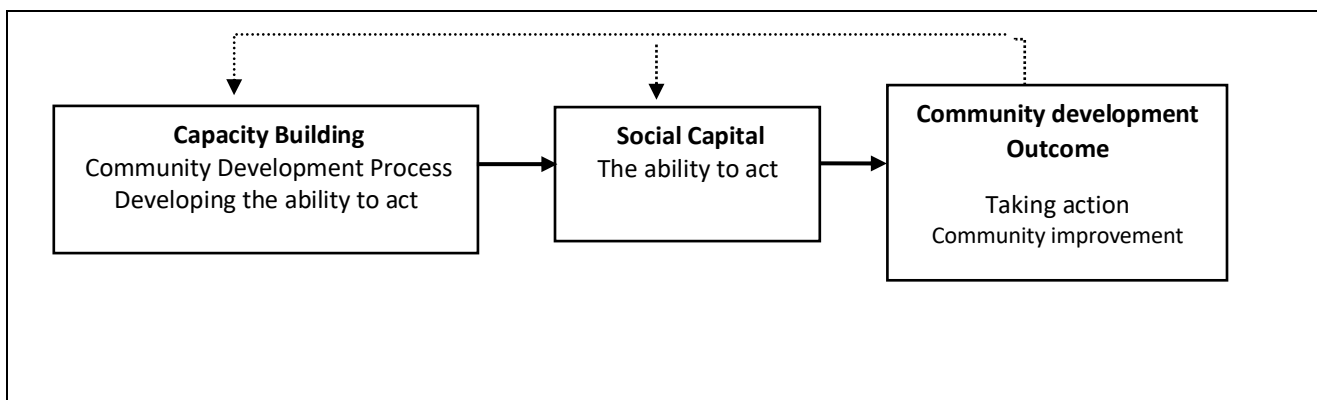 Capacity Building
Community Development Process
Developing the ability to act
Social Capital
The ability to act
Community development
Outcome
Taking action
Community improvement